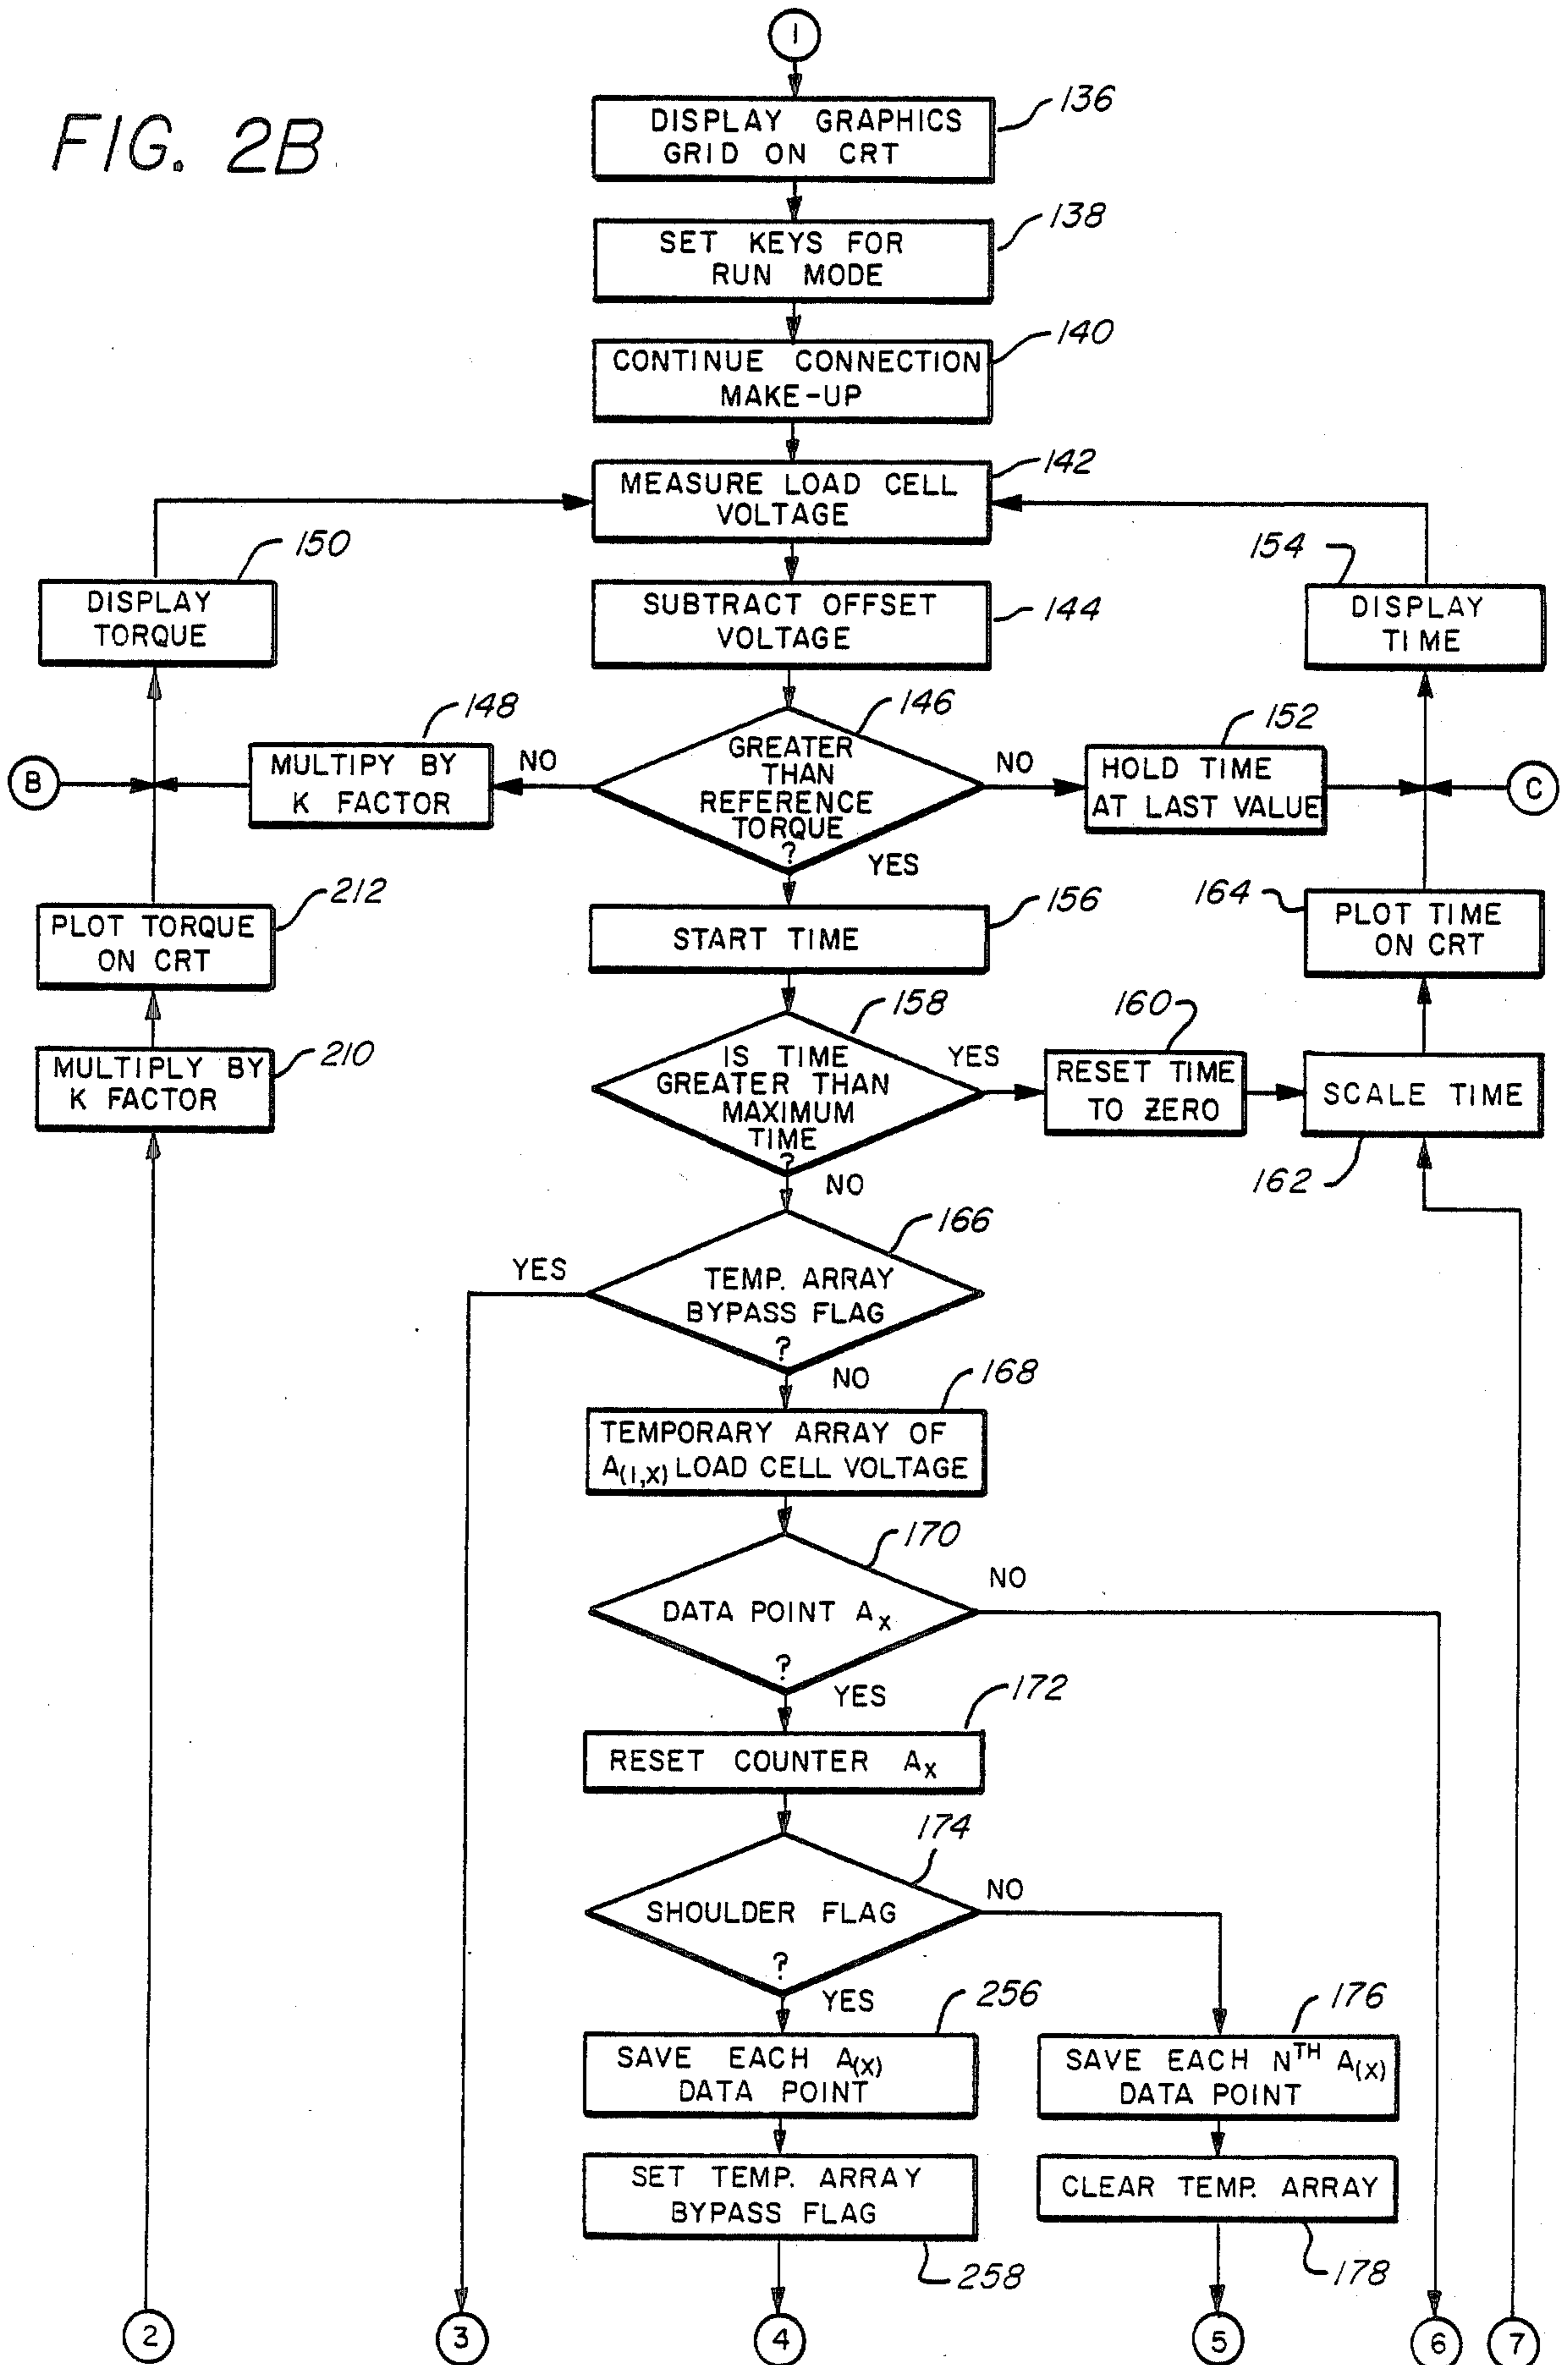 FIG. 2B
1
DISPLAY GRAPHICS
GRID ON CRT
136
SET KEYS FOR
RUN MODE
138
CONTINUE CONNECTION
MAKE-UP
140
MEASURE LOAD CELL
VOLTAGE
142
150
DISPLAY
TORQUE
SUBTRACT OFFSET
VOLTAGE
144
154
DISPLAY
TIME
B
148
MULTIPY BY
K FACTOR
NO
GREATER
THAN
REFERENCE
TORQUE
?
146
NO
YES
152
HOLD TIME
AT LAST VALUE
C
212
PLOT TORQUE
ON CRT
START TIME
156
164
PLOT TIME
ON CRT
210
MULTIPLY BY
K FACTOR
IS TIME
GREATER THAN
MAXIMUM
TIME
?
158
YES
NO
160
RESET TIME
TO ZERO
SCALE TIME
162
YES
TEMP. ARRAY
BYPASS FLAG
?
166
NO
TEMPORARY ARRAY OF
A(1,X) LOAD CELL VOLTAGE
168
DATA POINT AX
?
170
NO
YES
RESET COUNTER AX
172
SHOULDER FLAG
?
174
NO
YES
SAVE EACH A(X)
DATA POINT
256
SAVE EACH NTH A(X)
DATA POINT
176
SET TEMP. ARRAY
BYPASS FLAG
258
CLEAR TEMP. ARRAY
178
2
3
4
5
6
7